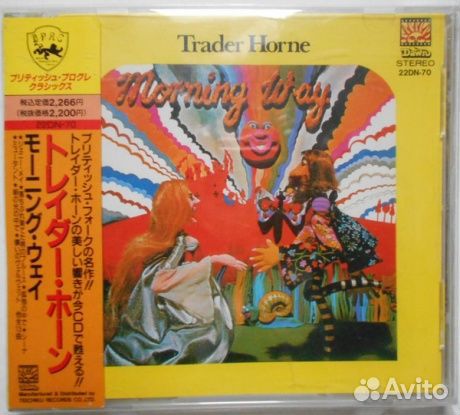 B.P.R.C.
ブリティッシュ・プログレ
クラシックス
税込定価2,266円
(税抜価格2,200円)
22DN-70
トレイダー・ホーン
モーニング・ウェイ
ブリティッシュ・フォークの名作!!
トレイダー・ホーンの美しい響きが今CDで甦える!!
Manufactured & Distributed by
TEICHIKU RECORDS CO., LTD.
Trader Horne
Morning Way
Dawn
STEREO
22DN-70
Avito